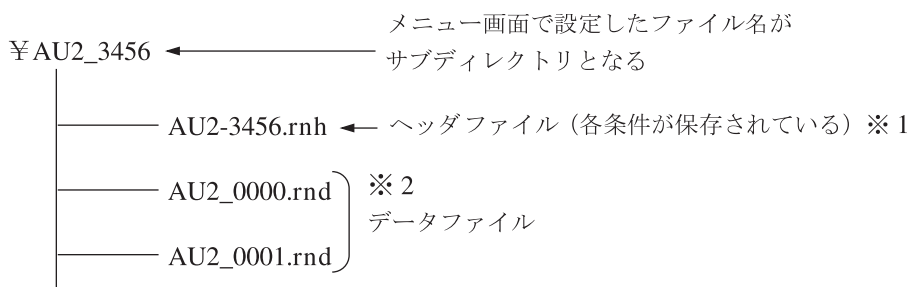 メニュー画面で設定したファイル名が
¥AU2_3456
サブディレクトリとなる
AU2-3456.rnh
ヘッダファイル（各条件が保存されている）※1
AU2_0000.rnd
※2
データファイル
AU2_0001.rnd